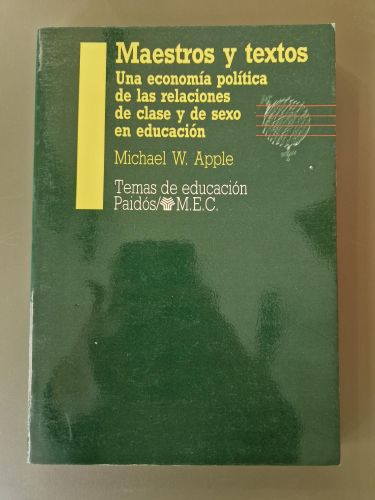 Maestros y textos
Una economía política
de las relaciones
de clase y de sexo
en educación
Michael W. Apple
Temas de educación
Paidós/M.E.C.